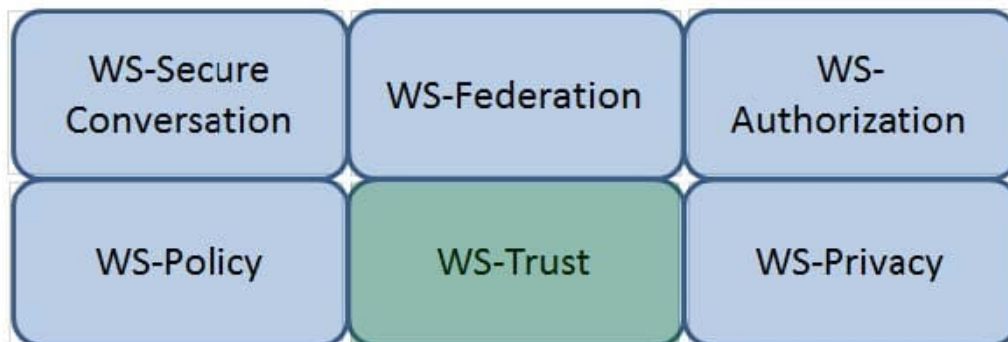 WS-Secure
Conversation
WS-Federation
WS-
Authorization
WS-Policy
WS-Trust
WS-Privacy